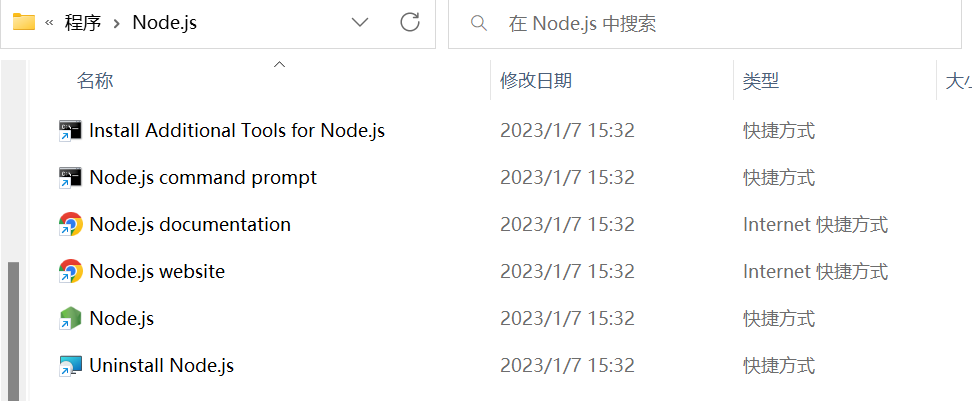 « 程序 > Node.js
在 Node.js 中搜索
名称 修改日期 类型 大小
Install Additional Tools for Node.js 2023/1/7 15:32 快捷方式
Node.js command prompt 2023/1/7 15:32 快捷方式
Node.js documentation 2023/1/7 15:32 Internet 快捷方式
Node.js website 2023/1/7 15:32 Internet 快捷方式
Node.js 2023/1/7 15:32 快捷方式
Uninstall Node.js 2023/1/7 15:32 快捷方式